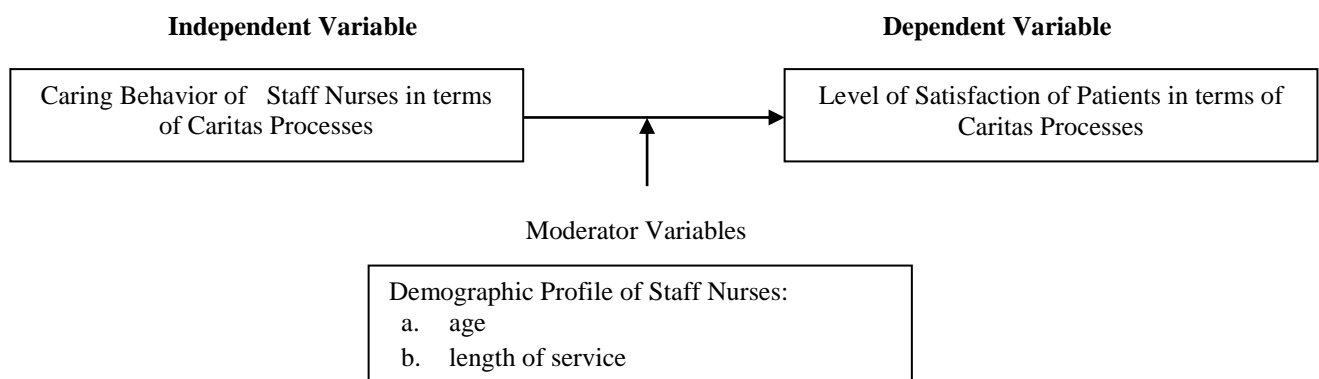 Independent Variable
Dependent Variable
Caring Behavior of Staff Nurses in terms
of Caritas Processes
Level of Satisfaction of Patients in terms of
Caritas Processes
Moderator Variables
Demographic Profile of Staff Nurses:
a. age
b. length of service